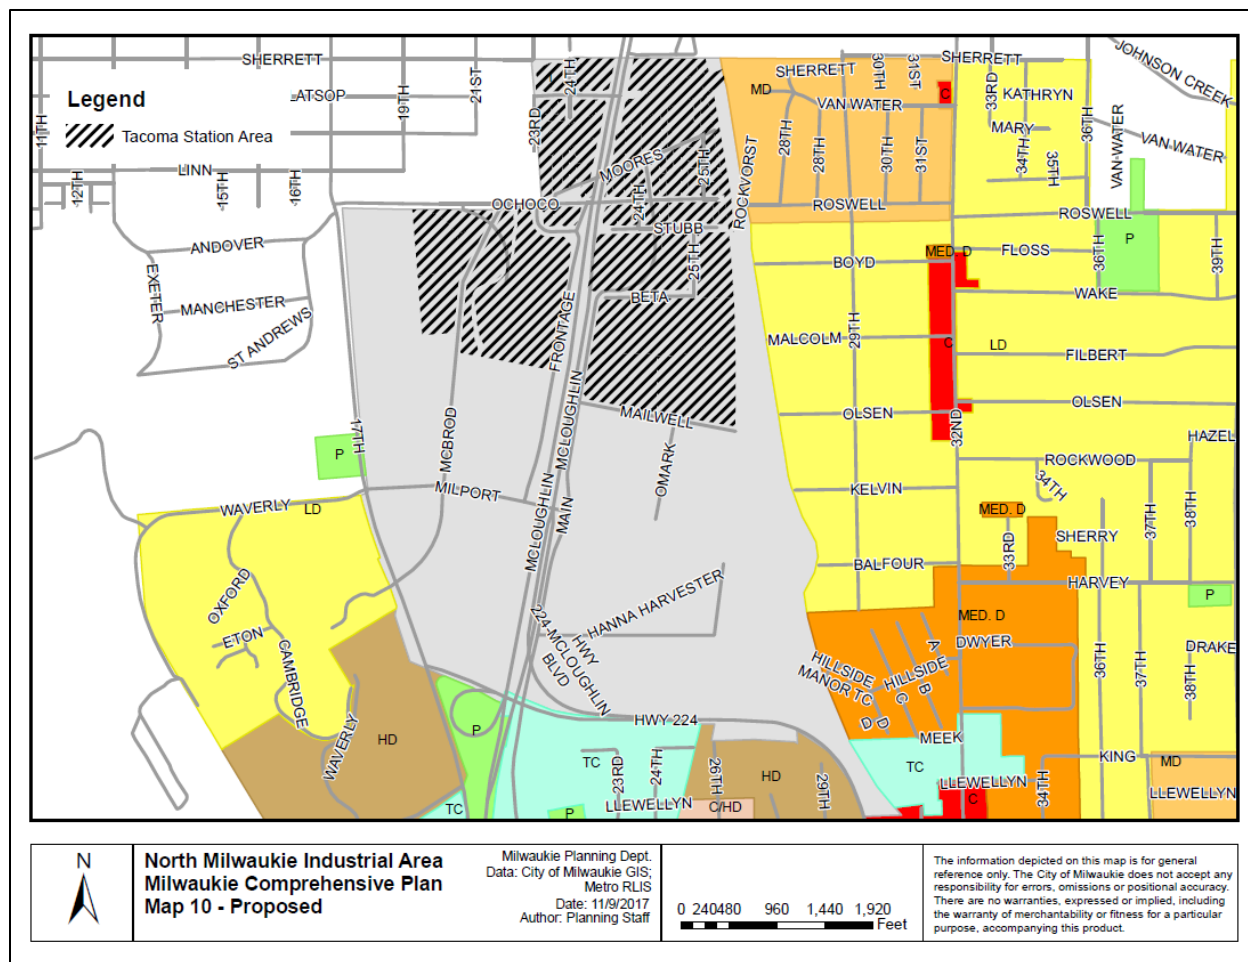 SHERRETT
24TH
SHERRETT
30TH
31ST
SHERRETT
33RD
JOHNSON CREEK
Legend
ATSOP
19TH
21ST
23RD
MD
VAN WATER
C
KATHRYN
36TH
11TH
Tacoma Station Area
MARY
VAN WATER
VAN WATER
LINN
MOORES
25TH
28TH
28TH
30TH
31ST
34TH
35TH
12TH
15TH
16TH
OCHOCO
24TH
ROCKVORST
ROSWELL
ROSWELL
STUBB
ANDOVER
25TH
BOYD
MED. D
FLOSS
36TH
P
39TH
EXETER
MANCHESTER
BETA
WAKE
ST ANDREWS
FRONTAGE
MALCOLM
29TH
C
LD
FILBERT
MCLOUGHLIN
MAILWELL
OLSEN
32ND
OLSEN
17TH
P
MCBROD
HAZEL
OMARK
ROCKWOOD
MILPORT
KELVIN
34TH
WAVERLY
LD
MCLOUGHLIN
MAIN
MED. D
37TH
38TH
33RD
SHERRY
BALFOUR
HARVEY
OXFORD
HANNA HARVESTER
P
ETON
224-MCLOUGHLIN
HWY
BLVD
MED. D
A
DWYER
CAMBRIDGE
HILLSIDE
MANOR TC
HILLSIDE
B
C
D
D
36TH
37TH
38TH
DRAKE
WAVERLY
HD
P
HWY 224
MEEK
TC
23RD
24TH
26TH
HD
29TH
TC
KING
MD
LLEWELLYN
34TH
LLEWELLYN
TC
P
LLEWELLYN
C/HD
C
N
North Milwaukie Industrial Area
Milwaukie Comprehensive Plan
Map 10 - Proposed
Milwaukie Planning Dept.
Data: City of Milwaukie GIS;
Metro RLIS
Date: 11/9/2017
Author: Planning Staff
0 240480 960 1,440 1,920
Feet
The information depicted on this map is for general
reference only. The City of Milwaukie does not accept any
responsibility for errors, omissions or positional accuracy.
There are no warranties, expressed or implied, including
the warranty of merchantability or fitness for a particular
purpose, accompanying this product.